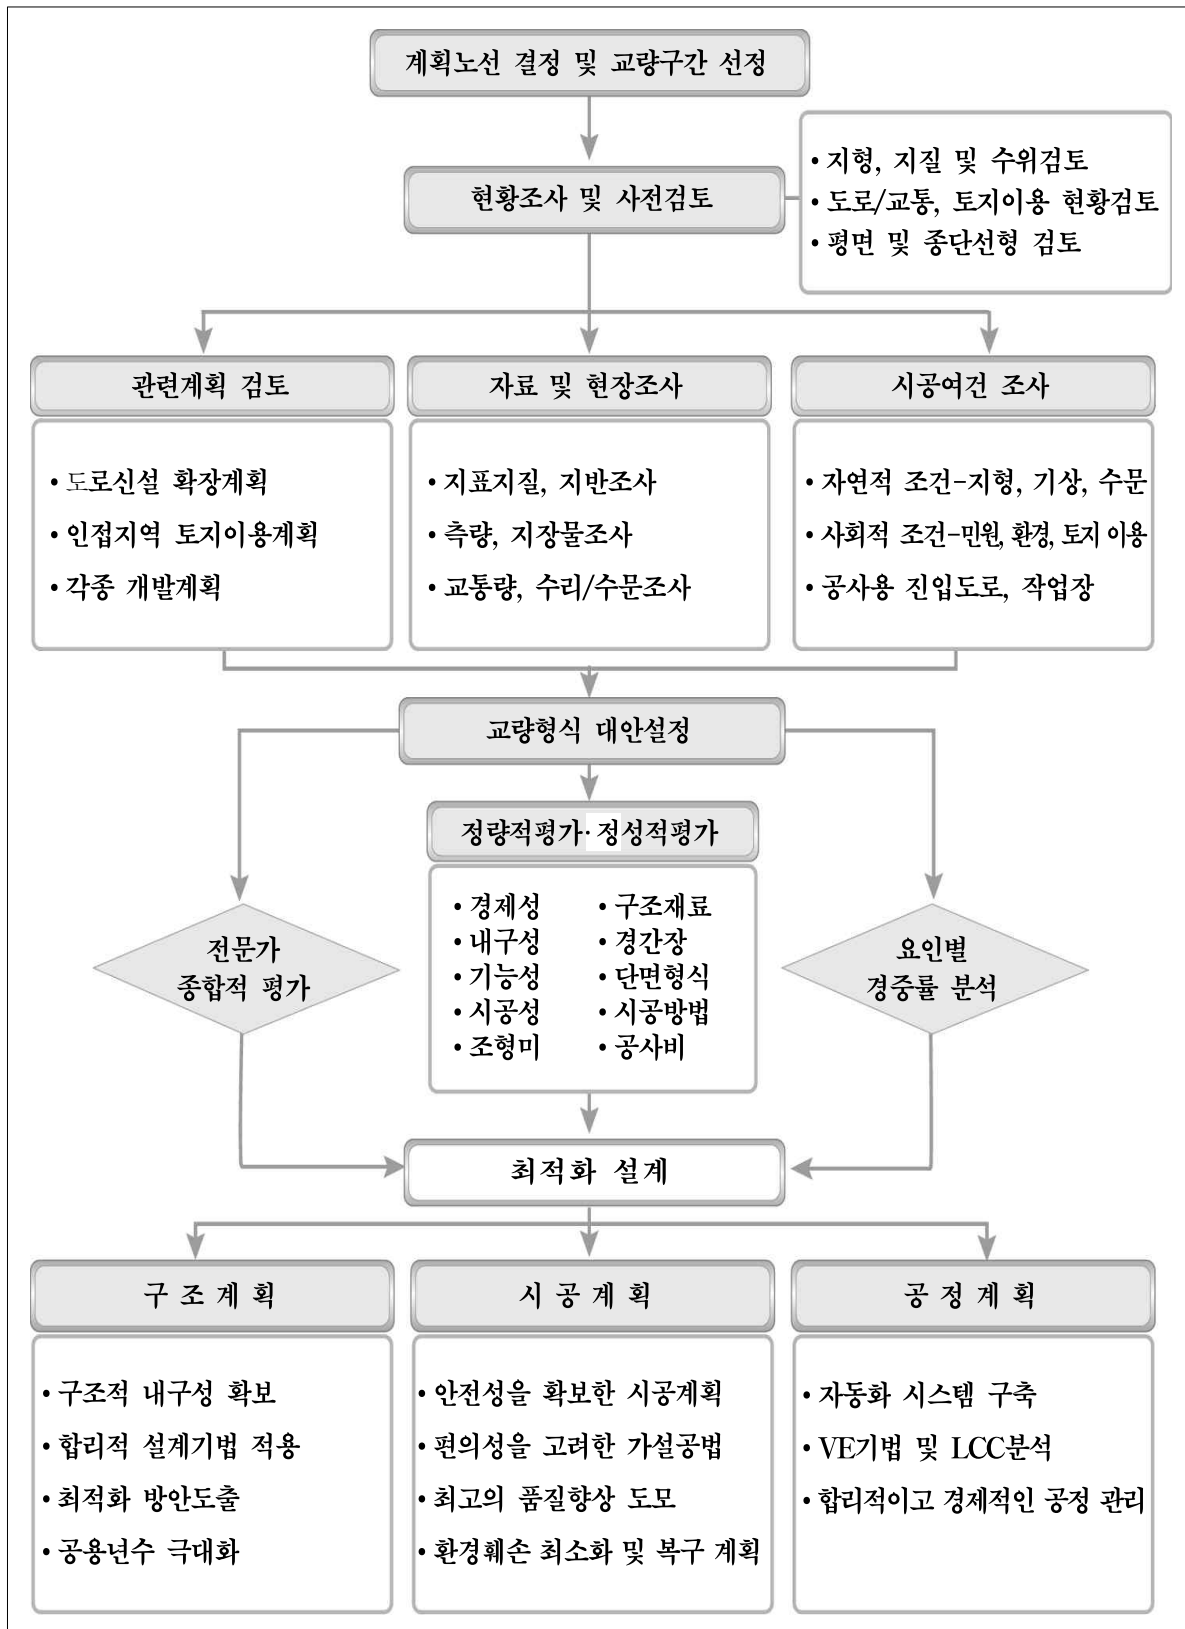 계획노선 결정 및 교량구간 선정
현황조사 및 사전검토
• 지형, 지질 및 수위검토
• 도로/교통, 토지이용 현황검토
• 평면 및 종단선형 검토
관련계획 검토
• 도로신설 확장계획
• 인접지역 토지이용계획
• 각종 개발계획
자료 및 현장조사
• 지표지질, 지반조사
• 측량, 지장물조사
• 교통량, 수리/수문조사
시공여건 조사
• 자연적 조건-지형, 기상, 수문
• 사회적 조건-민원, 환경, 토지 이용
• 공사용 진입도로, 작업장
교량형식 대안설정
정량적평가· 정성적평가
• 경제성
• 내구성
• 기능성
• 시공성
• 조형미
• 구조재료
• 경간장
• 단면형식
• 시공방법
• 공사비
전문가
종합적 평가
요인별
경중률 분석
최적화 설계
구 조 계 획
• 구조적 내구성 확보
• 합리적 설계기법 적용
• 최적화 방안도출
• 공용년수 극대화
시 공 계 획
• 안전성을 확보한 시공계획
• 편의성을 고려한 가설공법
• 최고의 품질향상 도모
• 환경훼손 최소화 및 복구 계획
공 정 계 획
• 자동화 시스템 구축
• VE기법 및 LCC분석
• 합리적이고 경제적인 공정 관리